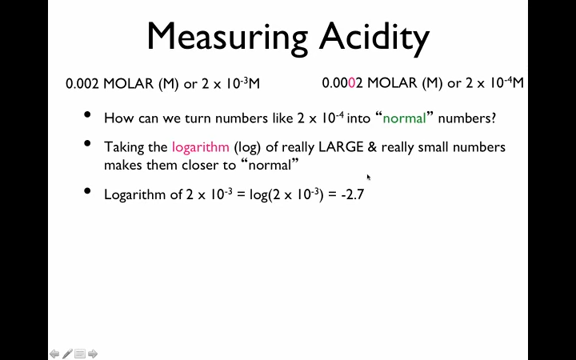 Measuring Acidity
0.002 MOLAR (M) or 2 x 10⁻³M
0.0002 MOLAR (M) or 2 x 10⁻⁴M
• How can we turn numbers like 2 x 10⁻⁴ into “normal” numbers?
• Taking the logarithm (log) of really LARGE & really small numbers
makes them closer to “normal”
• Logarithm of 2 x 10⁻³ = log(2 x 10⁻³) = -2.7